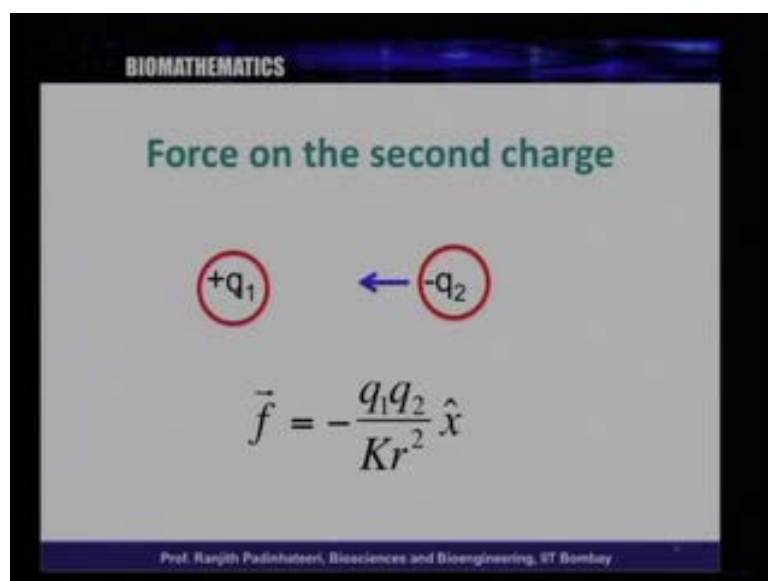 BIOMATHEMATICS
Force on the second charge
+q₁ -q₂
f⃗ = - q₁q₂ / Kr² x̂
Prof. Ranjith Padinhateeri, Biosciences and Bioengineering, IIT Bombay